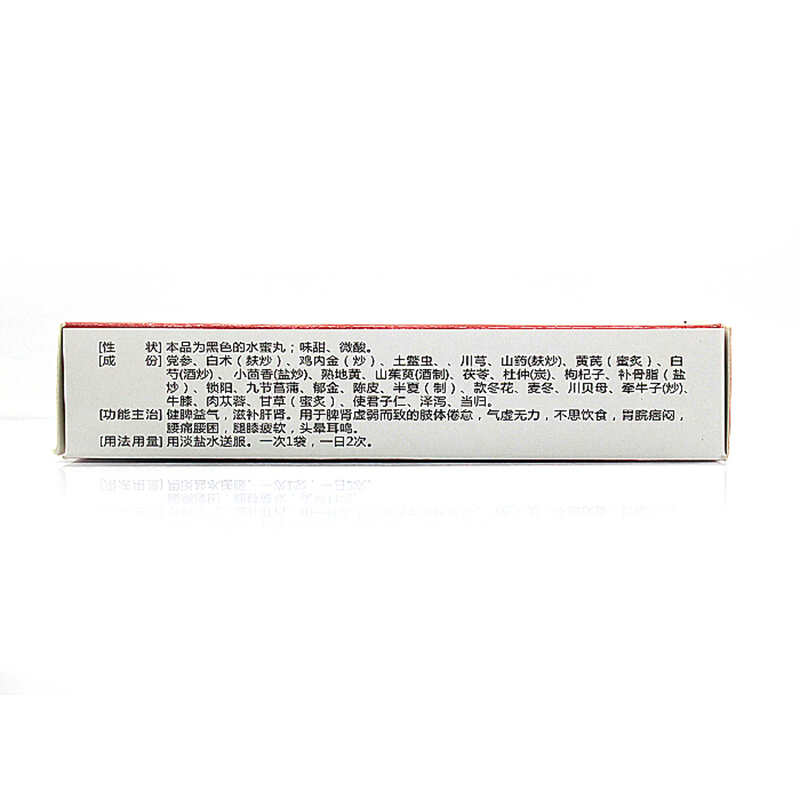 [性 状] 本品为黑色的水蜜丸；味甜、微酸。
[成 份] 党参、白术（麸炒）、鸡内金（炒）、土鳖虫、、川芎、山药(麸炒)、黄芪（蜜炙）、白
芍(酒炒)、小茴香(盐炒)、熟地黄、山茱萸(酒制)、茯苓、杜仲(炭)、枸杞子、补骨脂（盐
炒）、锁阳、九节菖蒲、郁金、陈皮、半夏（制）、款冬花、麦冬、川贝母、牵牛子(炒)、
牛膝、肉苁蓉、甘草（蜜炙）、使君子仁、泽泻、当归。
[功能主治] 健脾益气，滋补肝肾。用于脾肾虚弱而致的肢体倦怠，气虚无力，不思饮食，胃脘痞闷，
腰痛腰困，腿膝疲软，头晕耳鸣。
[用法用量] 用淡盐水送服。一次1袋，一日2次。